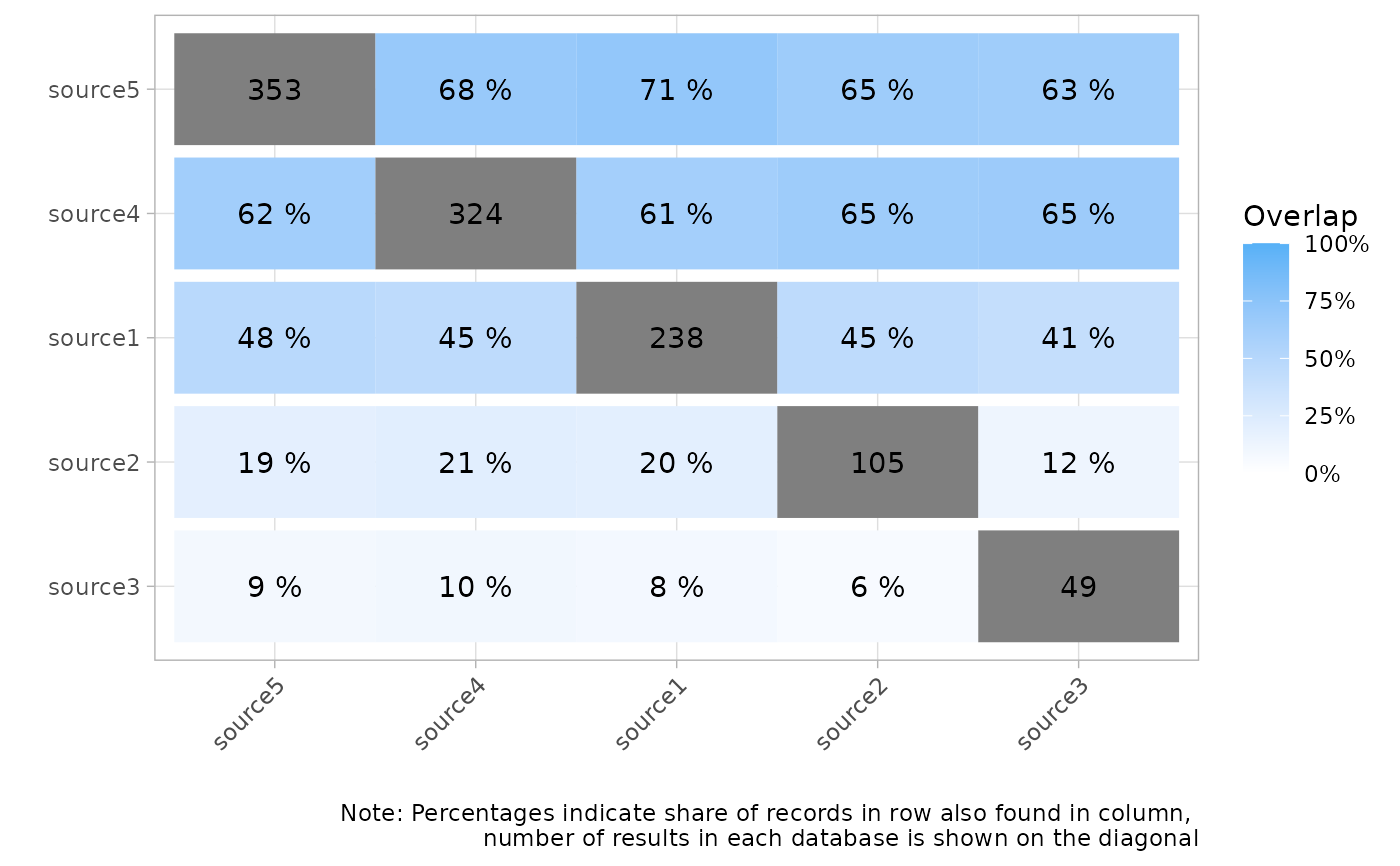 source5 353 68 % 71 % 65 % 63 %
source4 62 % 324 61 % 65 % 65 %
source1 48 % 45 % 238 45 % 41 %
source2 19 % 21 % 20 % 105 12 %
source3 9 % 10 % 8 % 6 % 49
source5 source4 source1 source2 source3
Overlap
100%
75%
50%
25%
0%
Note: Percentages indicate share of records in row also found in column,
number of results in each database is shown on the diagonal